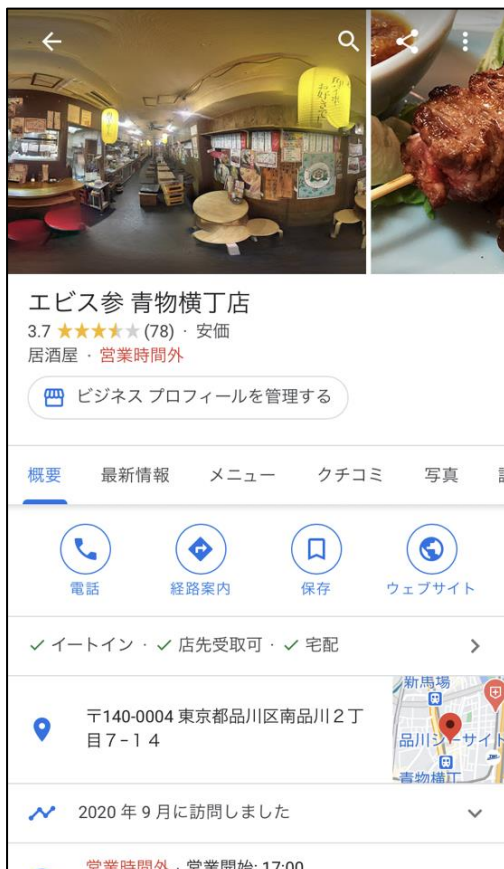 エビス参 青物横丁店
3.7 (78) · 安価
居酒屋 · 営業時間外
ビジネス プロフィールを管理する
概要 最新情報 メニュー クチコミ 写真
電話 経路案内 保存 ウェブサイト
イートイン · 店先受取可 · 宅配
〒140-0004 東京都品川区南品川2丁
目7-14
新馬場
品川シーサイド
青物横丁
2020 年 9 月に訪問しました
営業時間外 · 営業開始: 17:00